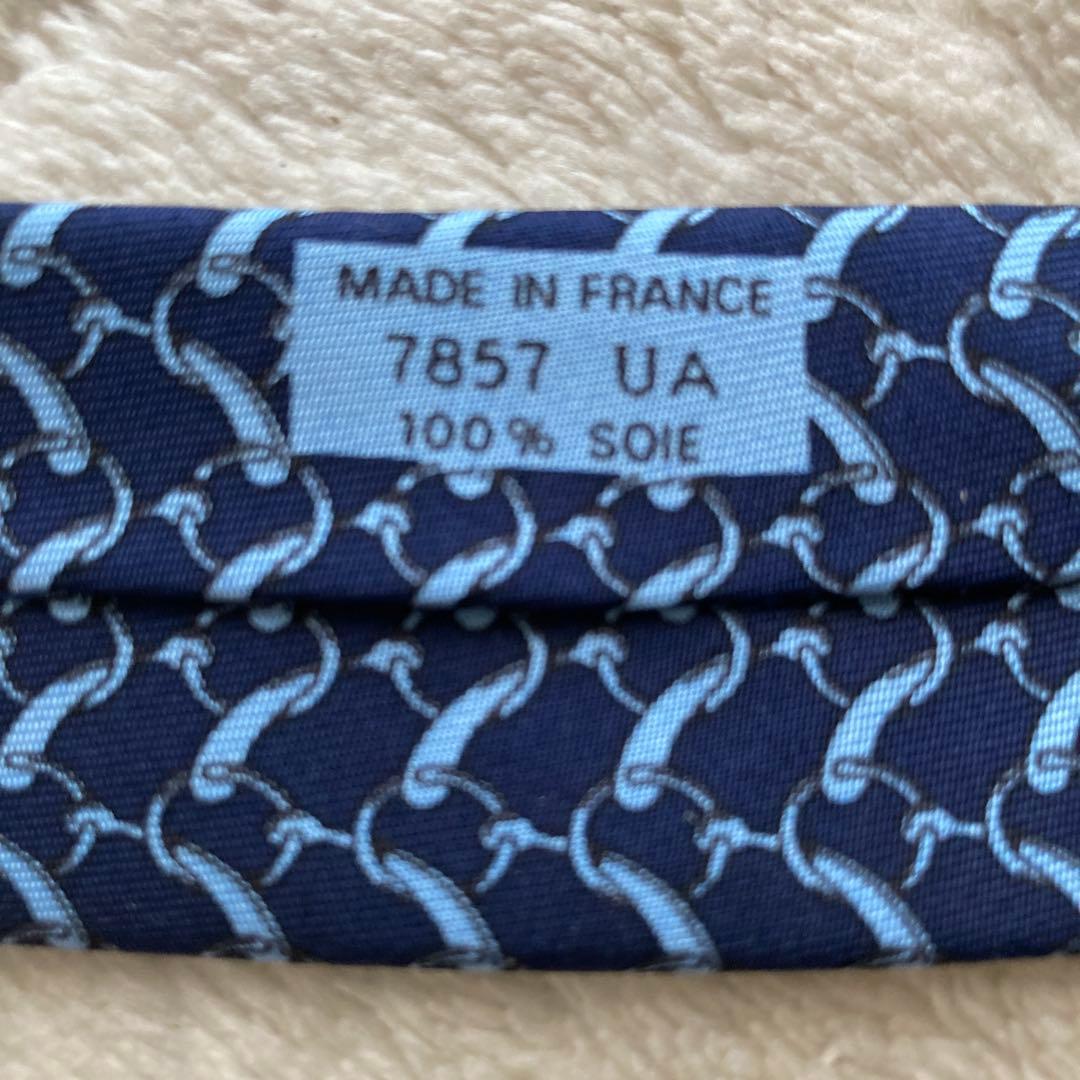 MADE IN FRANCE
7857 UA
100% SOIE